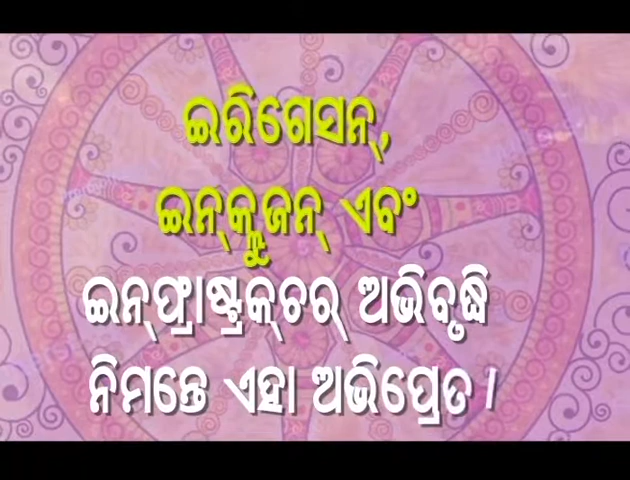 ଇରିଗେସନ୍,
ଇନ୍‌କ୍ଲୁଜନ୍ ଏବଂ
ଇନ୍‌ଫ୍ରାଷ୍ଟ୍ରକ୍‌ଚର୍ ଅଭିବୃଦ୍ଧି
ନିମନ୍ତେ ଏହା ଅଭିପ୍ରେତ।